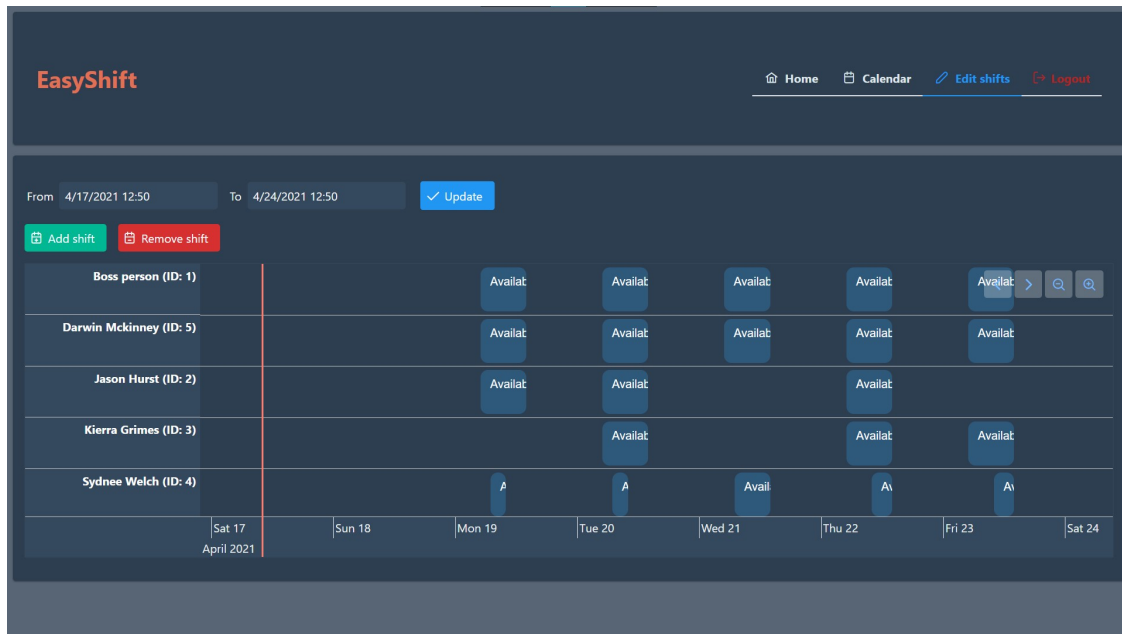 EasyShift
Home Calendar Edit shifts Logout
From 4/17/2021 12:50 To 4/24/2021 12:50 Update
Add shift Remove shift
Boss person (ID: 1) Availab Availab Availab Availab Availab
Darwin Mckinney (ID: 5) Availab Availab Availab Availab Availab
Jason Hurst (ID: 2) Availab Availab Availab
Kierra Grimes (ID: 3) Availab Availab Availab
Sydnee Welch (ID: 4) A A Avail Av Av
Sat 17 Sun 18 Mon 19 Tue 20 Wed 21 Thu 22 Fri 23 Sat 24
April 2021